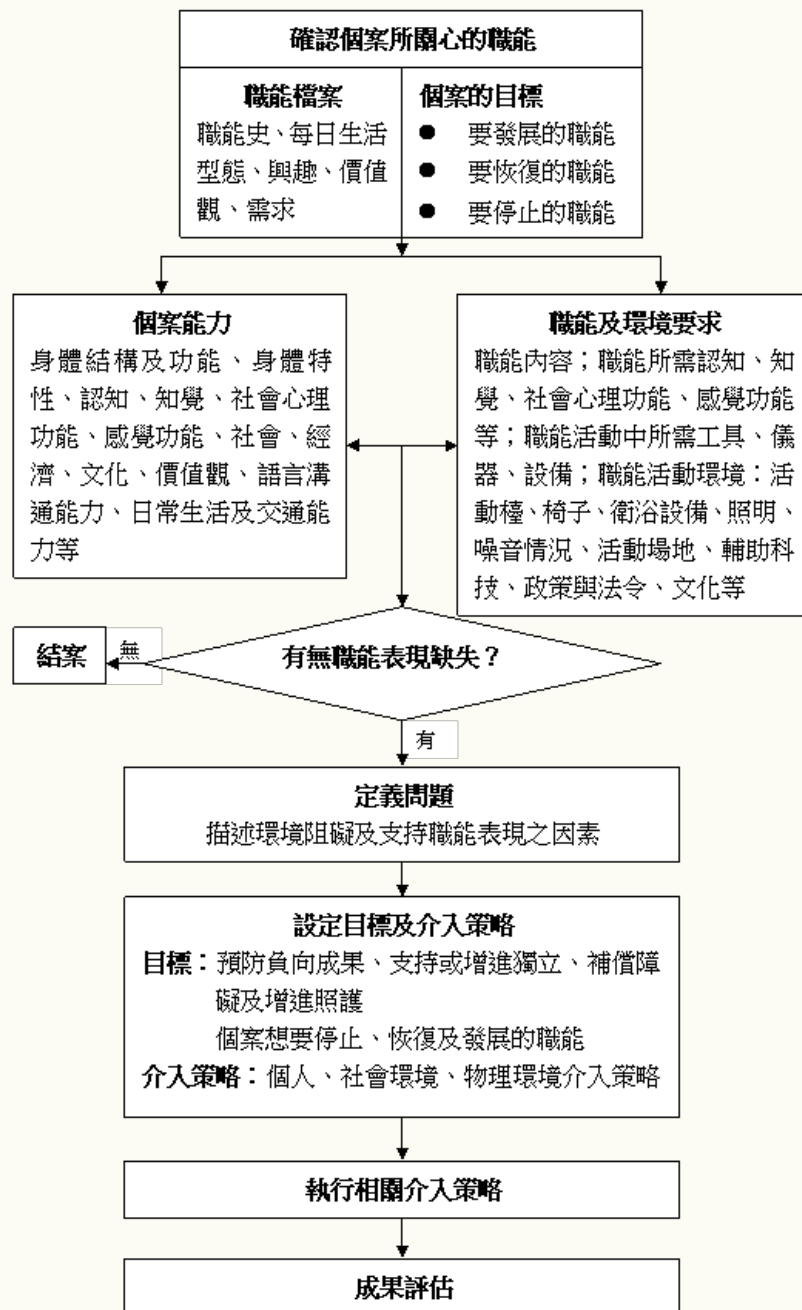 確認個案所關心的職能
職能檔案
職能史、每日生活
型態、興趣、價值
觀、需求
個案的目標
● 要發展的職能
● 要恢復的職能
● 要停止的職能
個案能力
身體結構及功能、身體特
性、認知、知覺、社會心理
功能、感覺功能、社會、經
濟、文化、價值觀、語言溝
通能力、日常生活及交通能
力等
職能及環境要求
職能內容；職能所需認知、知
覺、社會心理功能、感覺功能
等；職能活動中所需工具、儀
器、設備；職能活動環境：活
動檯、椅子、衛浴設備、照明、
噪音情況、活動場地、輔助科
技、政策與法令、文化等
有無職能表現缺失？
無
結案
有
定義問題
描述環境阻礙及支持職能表現之因素
設定目標及介入策略
目標：預防負向成果、支持或增進獨立、補償障
礙及增進照護
個案想要停止、恢復及發展的職能
介入策略：個人、社會環境、物理環境介入策略
執行相關介入策略
成果評估